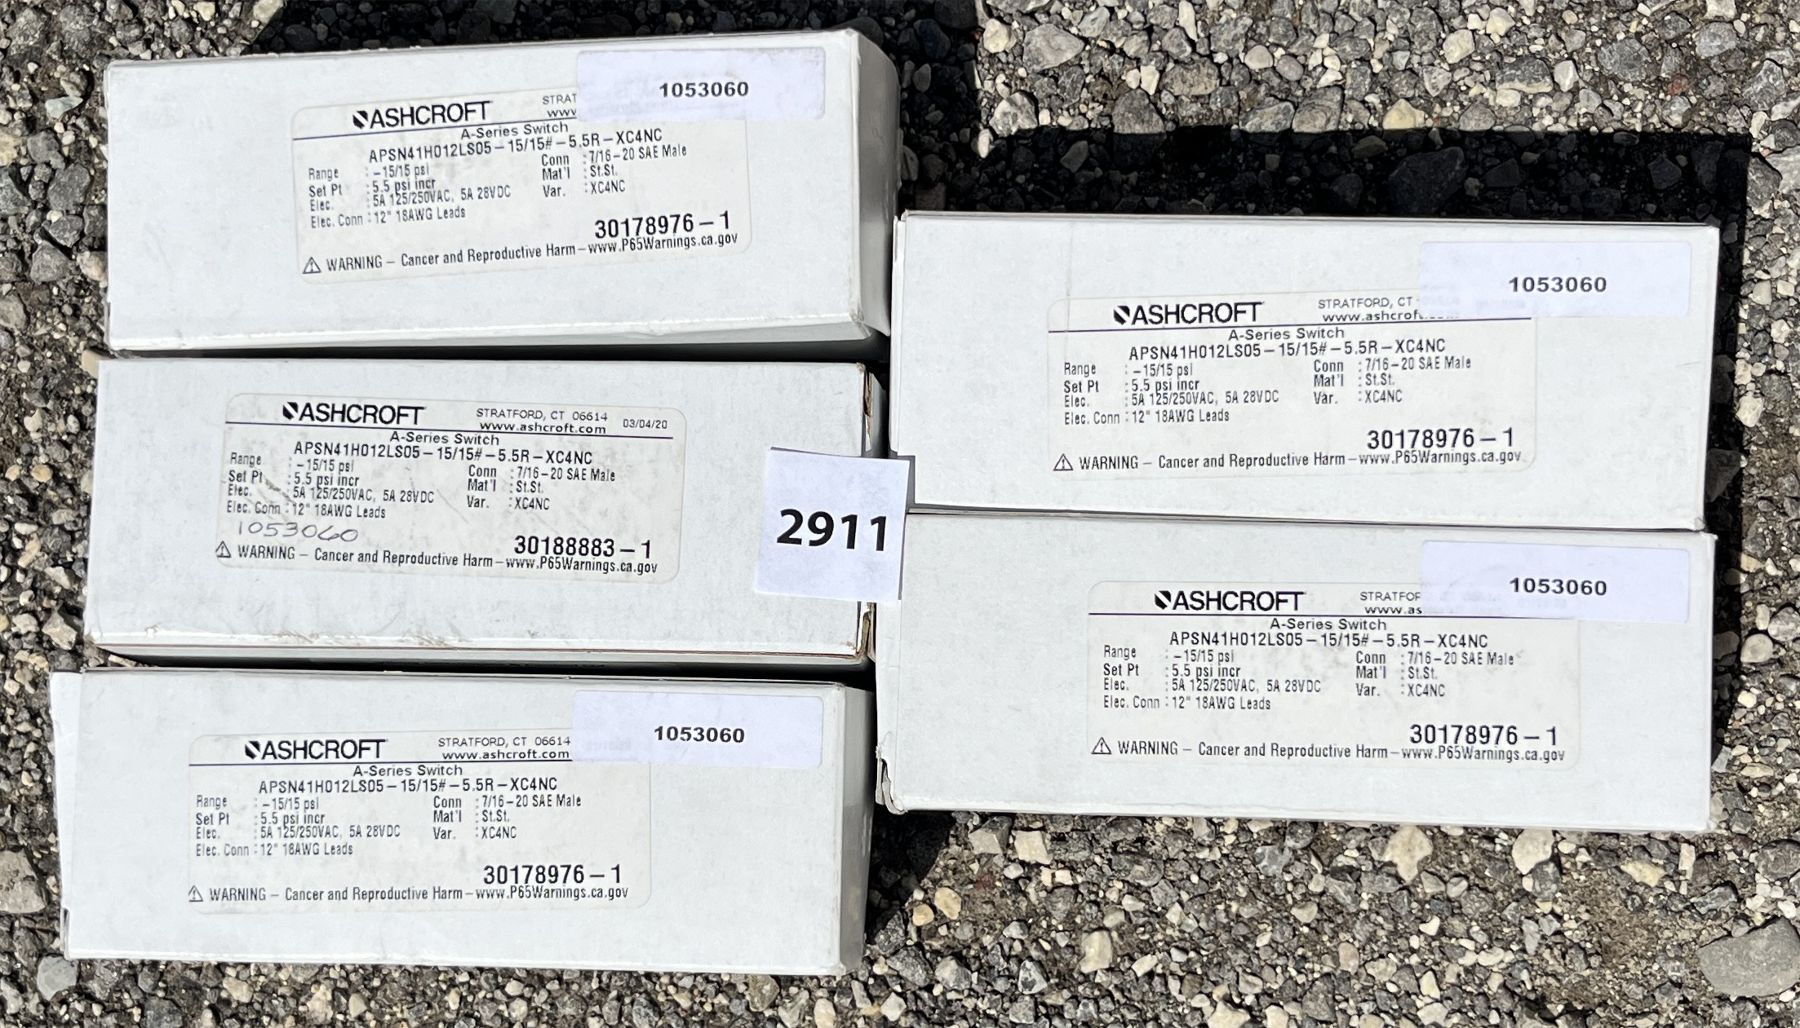 1053060
ASHCROFT
STRAT
www
A-Series Switch
APSN41H012LS05-15/15#-5.5R-XC4NC
Range : -15/15 psi
Conn : 7/16-20 SAE Male
Set Pt : 5.5 psi incr
Mat'l : St.St.
Elec. : 5A 125/250VAC, 5A 28VDC
Var. : XC4NC
Elec. Conn : 12" 18AWG Leads
30178976-1
⚠ WARNING - Cancer and Reproductive Harm-www.P65Warnings.ca.gov
ASHCROFT
STRATFORD, CT 06614
www.ashcroft.com
03/04/20
A-Series Switch
APSN41H012LS05-15/15#-5.5R-XC4NC
Range : -15/15 psi
Conn : 7/16-20 SAE Male
Set Pt : 5.5 psi incr
Mat'l : St.St.
Elec. : 5A 125/250VAC, 5A 28VDC
Var. : XC4NC
Elec. Conn : 12" 18AWG Leads
1053060
30188883-1
⚠ WARNING - Cancer and Reproductive Harm-www.P65Warnings.ca.gov
2911
1053060
ASHCROFT
STRATFORD, CT 06614
www.ashcroft.com
A-Series Switch
APSN41H012LS05-15/15#-5.5R-XC4NC
Range : -15/15 psi
Conn : 7/16-20 SAE Male
Set Pt : 5.5 psi incr
Mat'l : St.St.
Elec. : 5A 125/250VAC, 5A 28VDC
Var. : XC4NC
Elec. Conn : 12" 18AWG Leads
30178976-1
⚠ WARNING - Cancer and Reproductive Harm-www.P65Warnings.ca.gov
1053060
ASHCROFT
STRATFORD, CT
www.ashcroft
A-Series Switch
APSN41H012LS05-15/15#-5.5R-XC4NC
Range : -15/15 psi
Conn : 7/16-20 SAE Male
Set Pt : 5.5 psi incr
Mat'l : St.St.
Elec. : 5A 125/250VAC, 5A 28VDC
Var. : XC4NC
Elec. Conn : 12" 18AWG Leads
30178976-1
⚠ WARNING - Cancer and Reproductive Harm-www.P65Warnings.ca.gov
1053060
ASHCROFT
STRATFOR
www.as
A-Series Switch
APSN41H012LS05-15/15#-5.5R-XC4NC
Range : -15/15 psi
Conn : 7/16-20 SAE Male
Set Pt : 5.5 psi incr
Mat'l : St.St.
Elec. : 5A 125/250VAC, 5A 28VDC
Var. : XC4NC
Elec. Conn : 12" 18AWG Leads
30178976-1
⚠ WARNING - Cancer and Reproductive Harm-www.P65Warnings.ca.gov